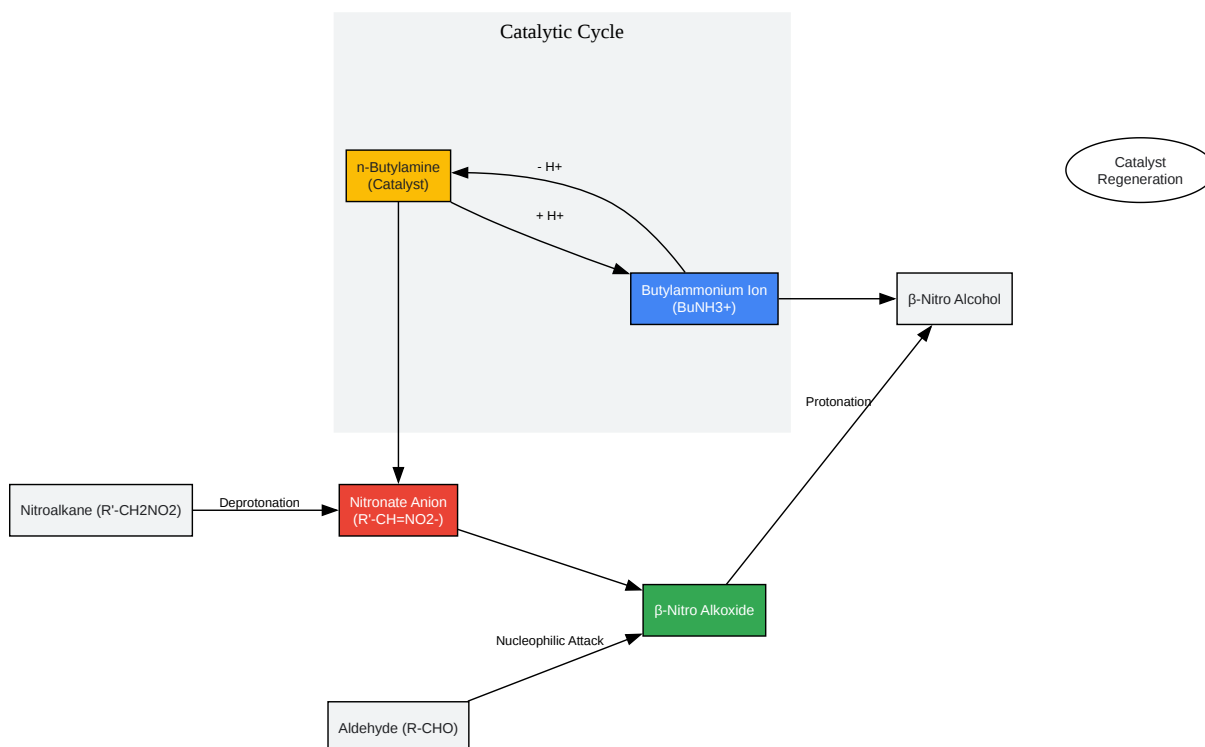 Catalytic Cycle
n-Butylamine
(Catalyst)
- H+
+ H+
Catalyst
Regeneration
Butylammonium Ion
(BuNH3+)
β-Nitro Alcohol
Protonation
Nitroalkane (R'-CH2NO2)
Deprotonation
Nitronate Anion
(R'-CH=NO2-)
β-Nitro Alkoxide
Nucleophilic Attack
Aldehyde (R-CHO)